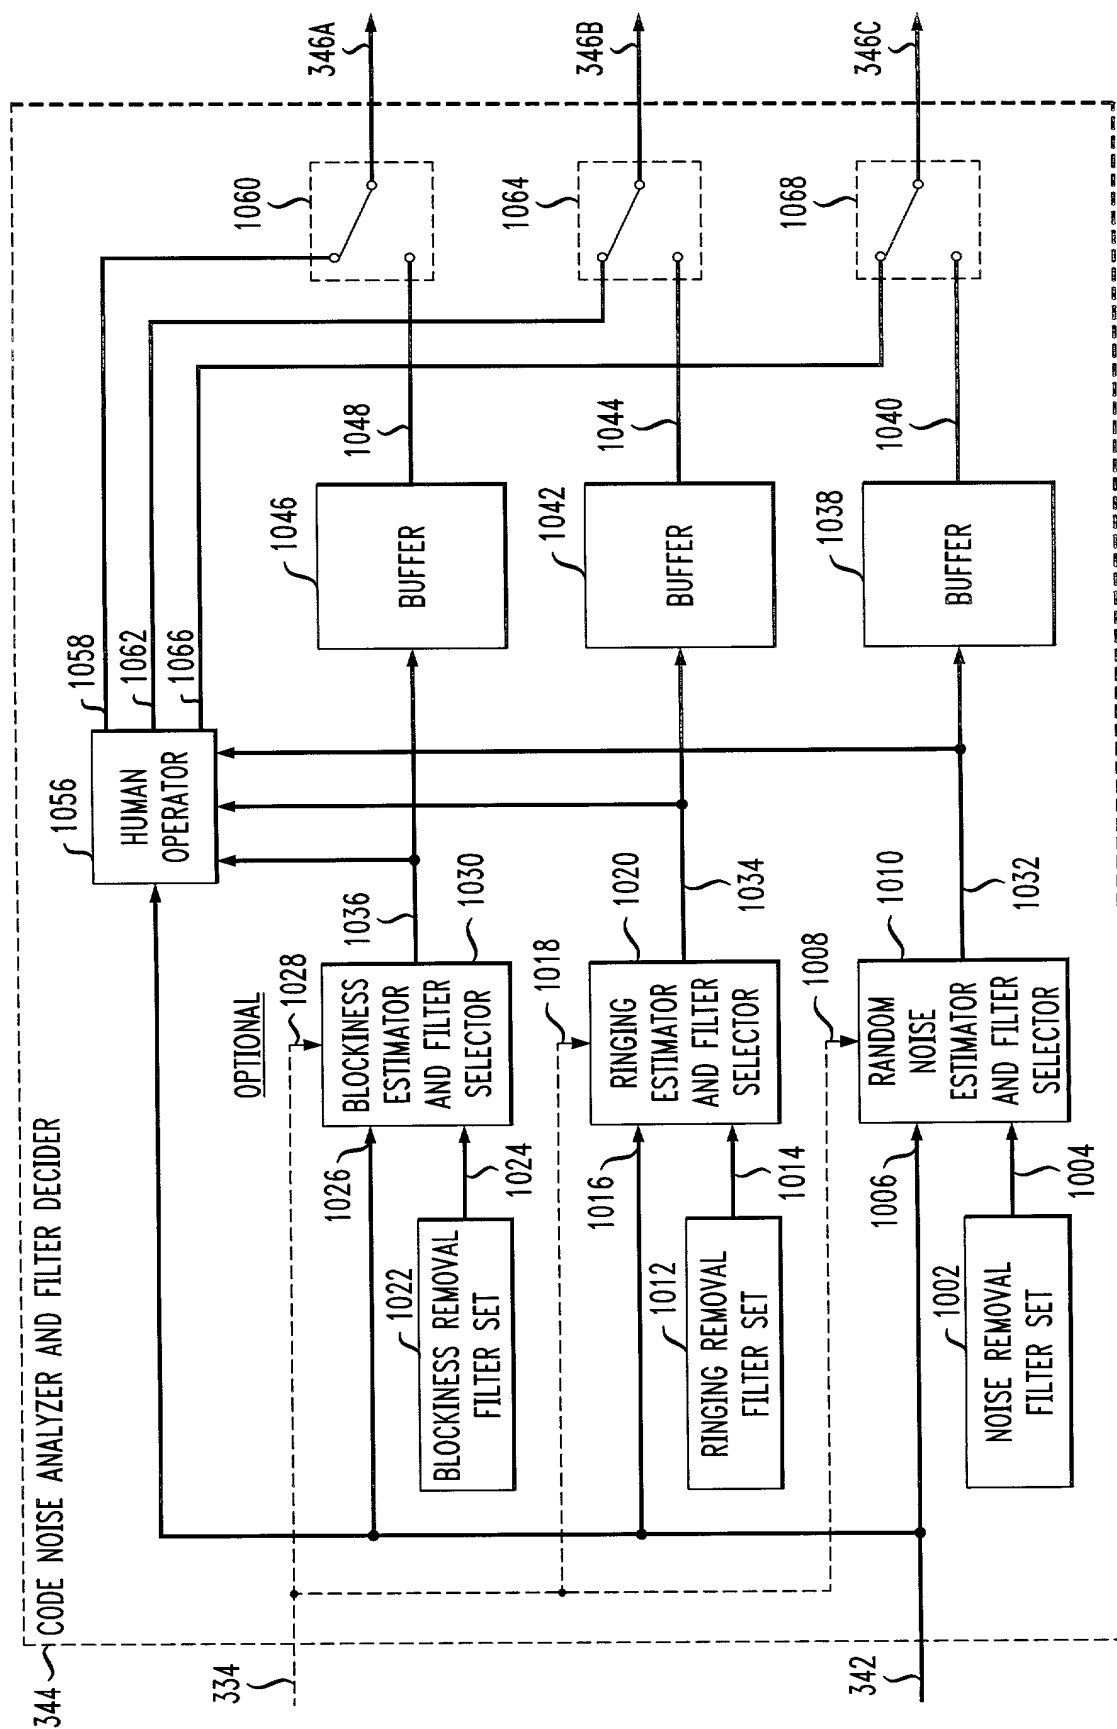 344
CODE NOISE ANALYZER AND FILTER DECIDER
334
342
OPTIONAL
1056
HUMAN
OPERATOR
1058
1062
1066
1028
1026
1022
BLOCKINESS REMOVAL
FILTER SET
1024
BLOCKINESS
ESTIMATOR
AND FILTER
SELECTOR
1030
1036
1046
BUFFER
1048
1060
346A
1018
1016
1012
RINGING REMOVAL
FILTER SET
1014
RINGING
ESTIMATOR
AND FILTER
SELECTOR
1020
1034
1042
BUFFER
1044
1064
346B
1008
1006
1002
NOISE REMOVAL
FILTER SET
1004
RANDOM
NOISE
ESTIMATOR
AND FILTER
SELECTOR
1010
1032
1038
BUFFER
1040
1068
346C